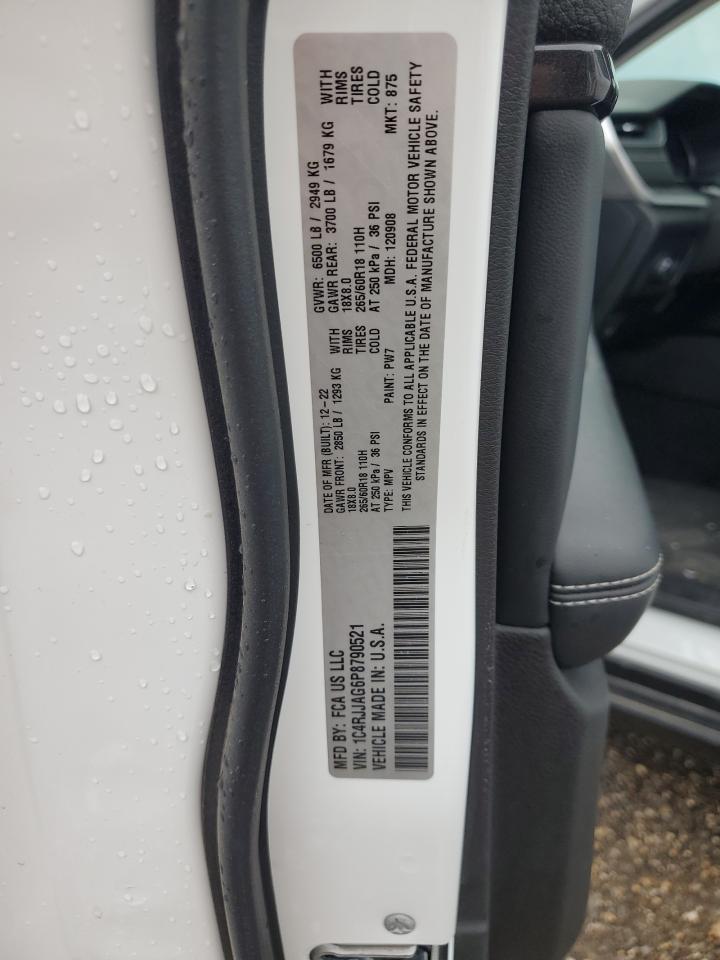 MFD BY: FCA US LLC
DATE OF MFR (BUILT): 12-22
GVWR: 6500 LB / 2949 KG
VIN: 1C4RJJAG6P8790521
GAWR FRONT: 2850 LB / 1293 KG WITH
GAWR REAR: 3700 LB / 1679 KG WITH
18X8.0 RIMS
18X8.0 RIMS
VEHICLE MADE IN: U.S.A.
265/60R18 110H TIRES
265/60R18 110H TIRES
AT 250 kPa / 36 PSI COLD
AT 250 kPa / 36 PSI COLD
TYPE: MPV PAINT: PW7 MDH: 120908 MKT: 875
THIS VEHICLE CONFORMS TO ALL APPLICABLE U.S.A. FEDERAL MOTOR VEHICLE SAFETY
STANDARDS IN EFFECT ON THE DATE OF MANUFACTURE SHOWN ABOVE.